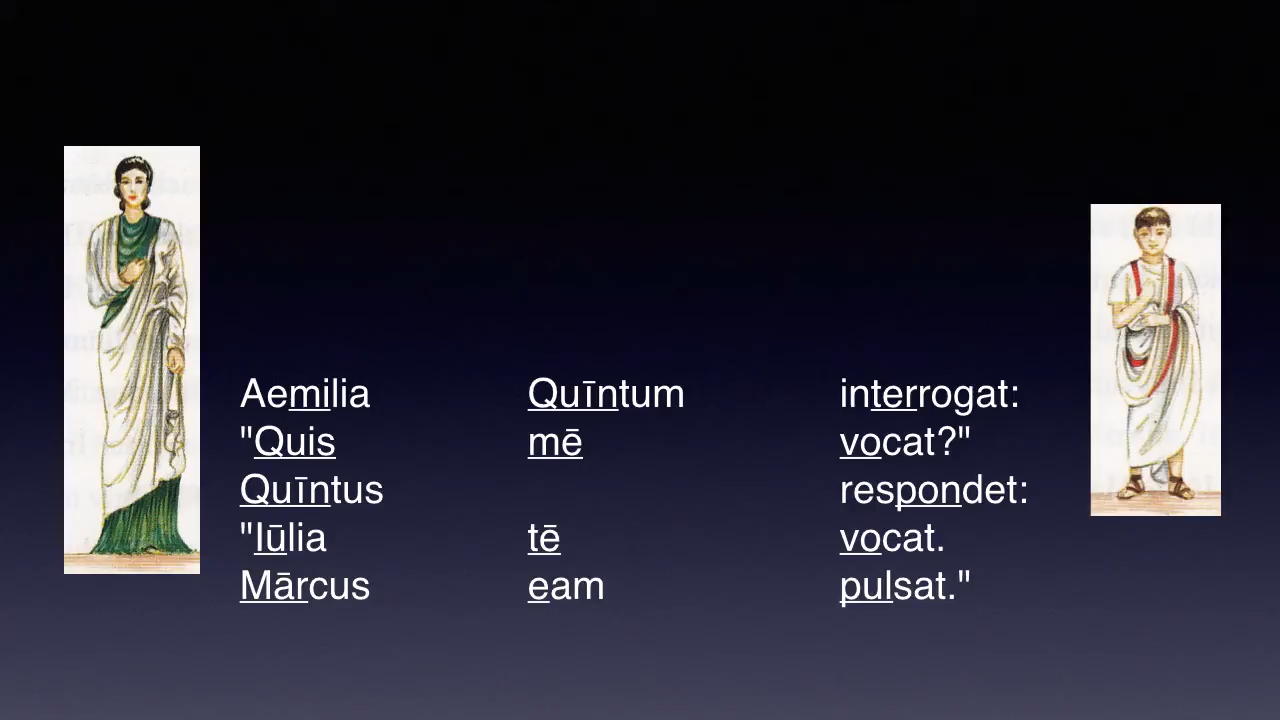 Aemilia Quīntum interrogat:
"Quis mē vocat?"
Quīntus respondet:
"Iūlia tē vocat.
Mārcus eam pulsat."